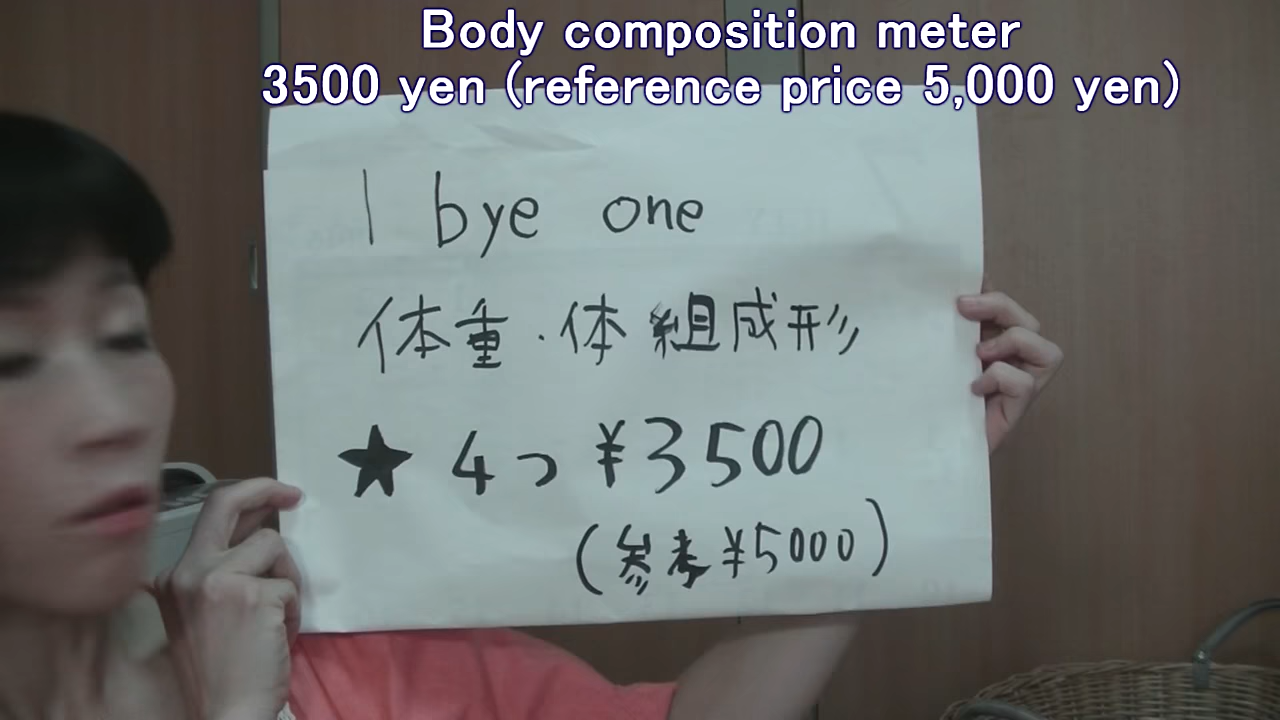 Body composition meter
3500 yen (reference price 5,000 yen)
I bye one
体重・体組成形
★ 4つ ¥3500
(参考¥5000)